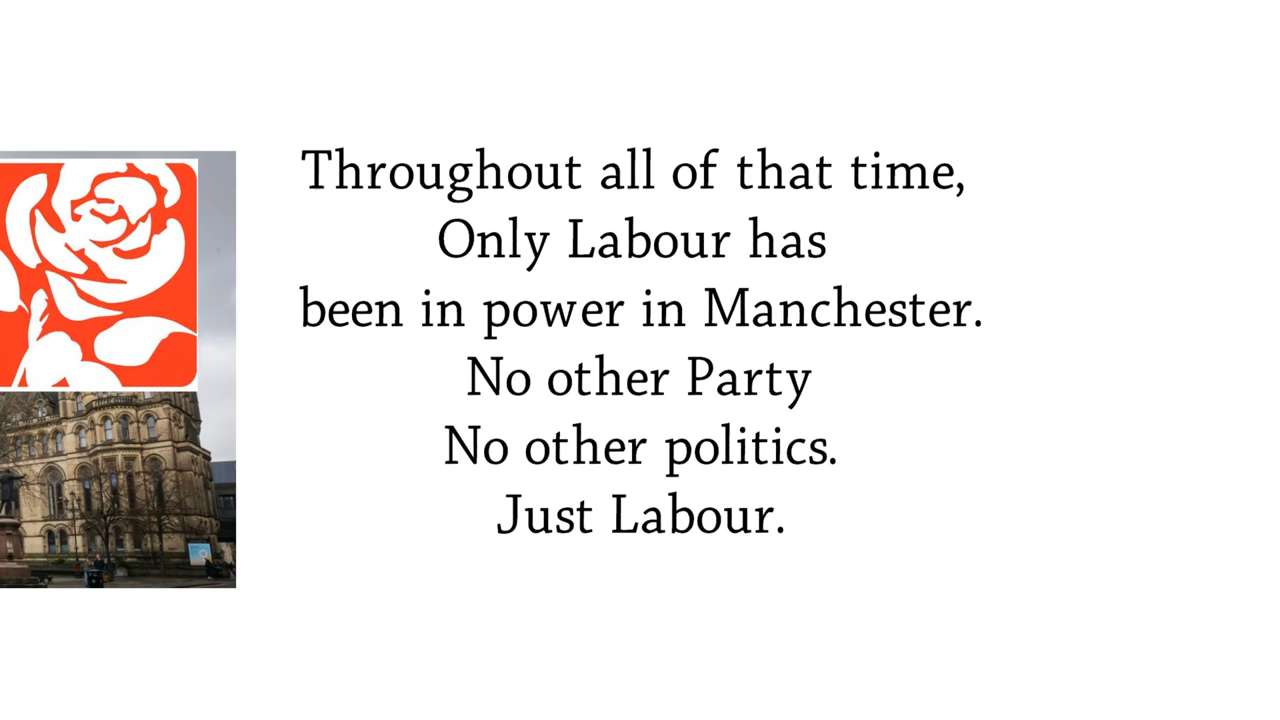 Throughout all of that time,
Only Labour has
been in power in Manchester.
No other Party
No other politics.
Just Labour.